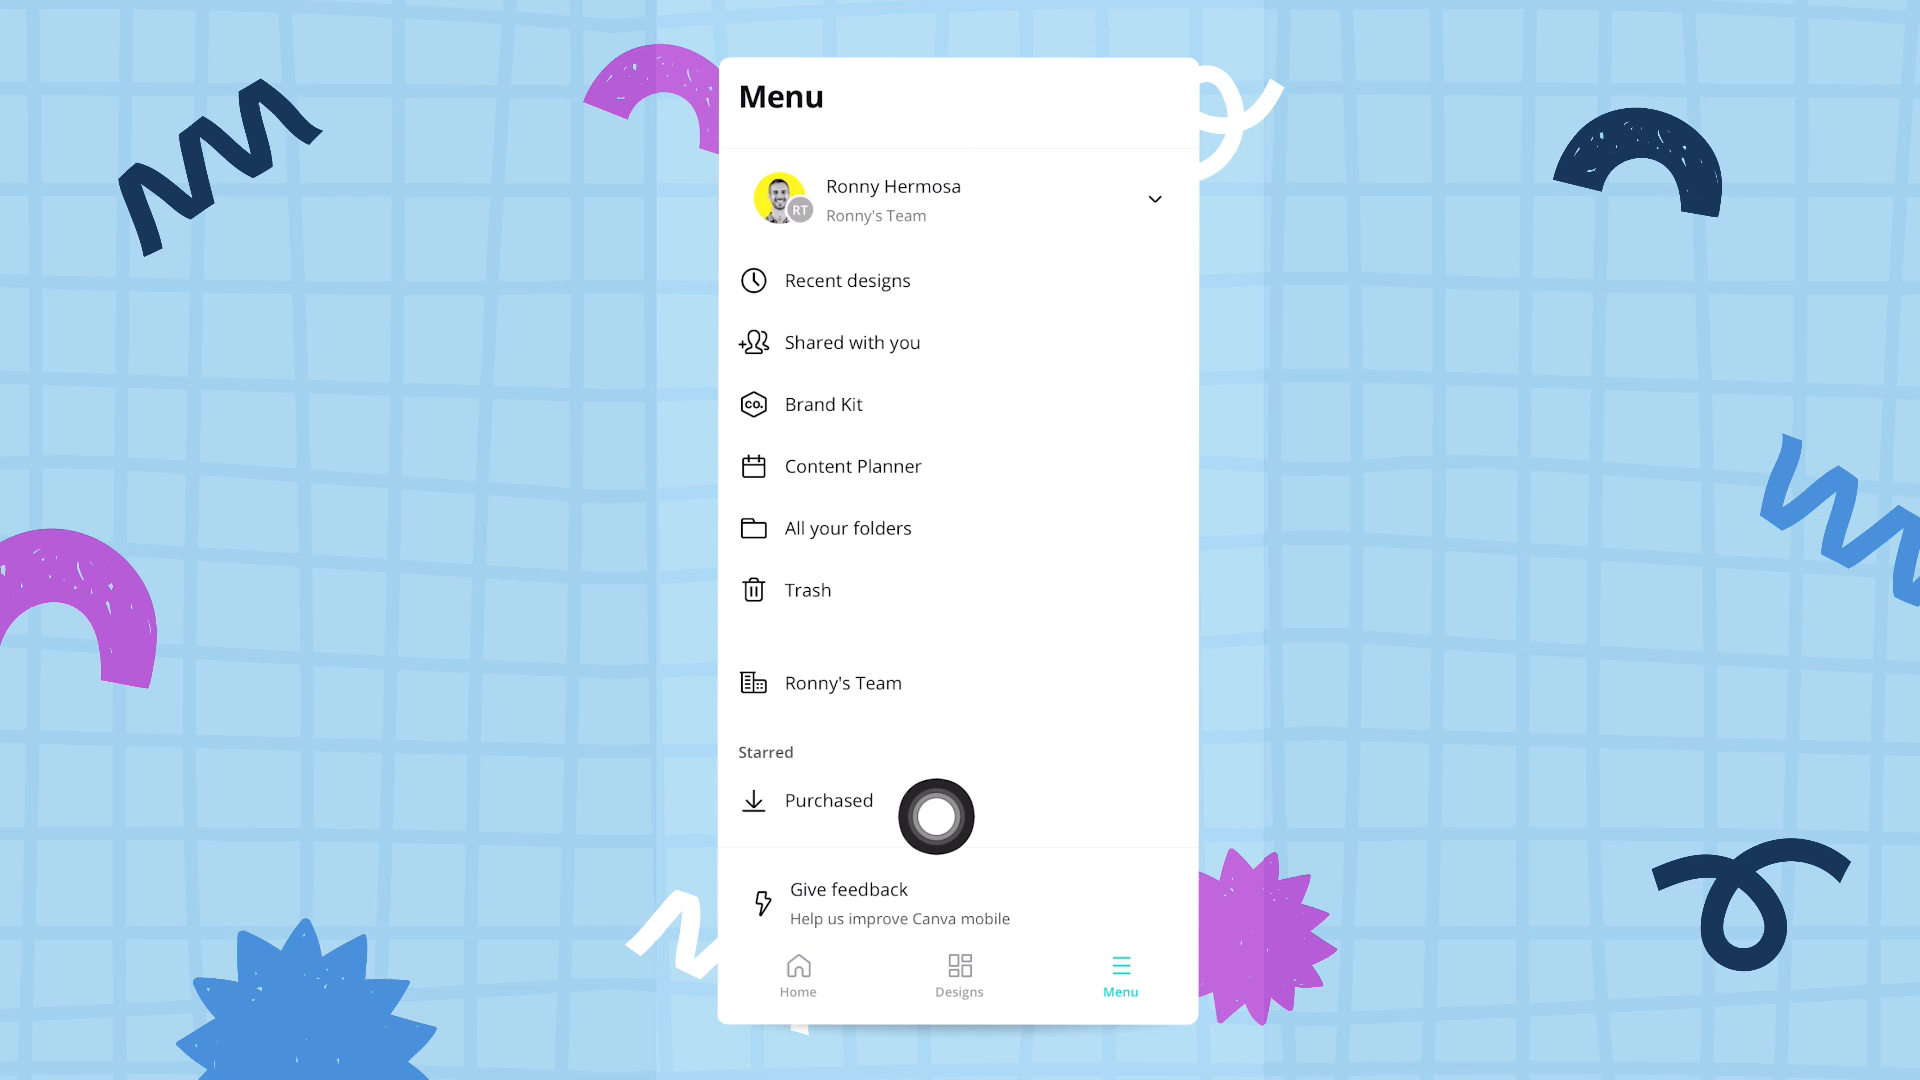 Menu
RT
Ronny Hermosa
Ronny's Team
Recent designs
Shared with you
CO.
Brand Kit
Content Planner
All your folders
Trash
Ronny's Team
Starred
Purchased
Give feedback
Help us improve Canva mobile
Home
Designs
Menu